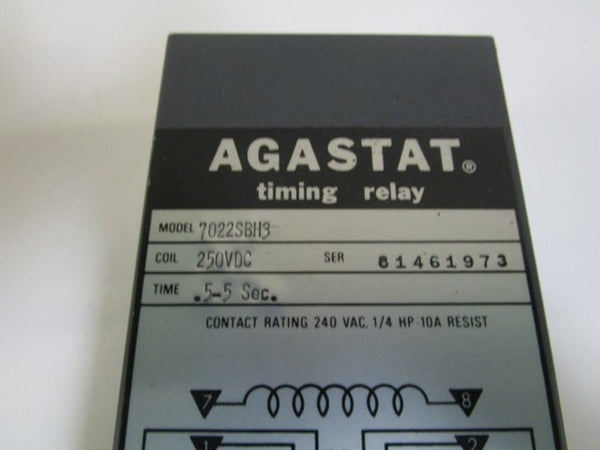 AGASTAT®
timing relay
MODEL 7022SBH3
COIL 250VDC SER 81461973
TIME .5-5 Sec.
CONTACT RATING 240 VAC, 1/4 HP 10A RESIST
7 8
1 2